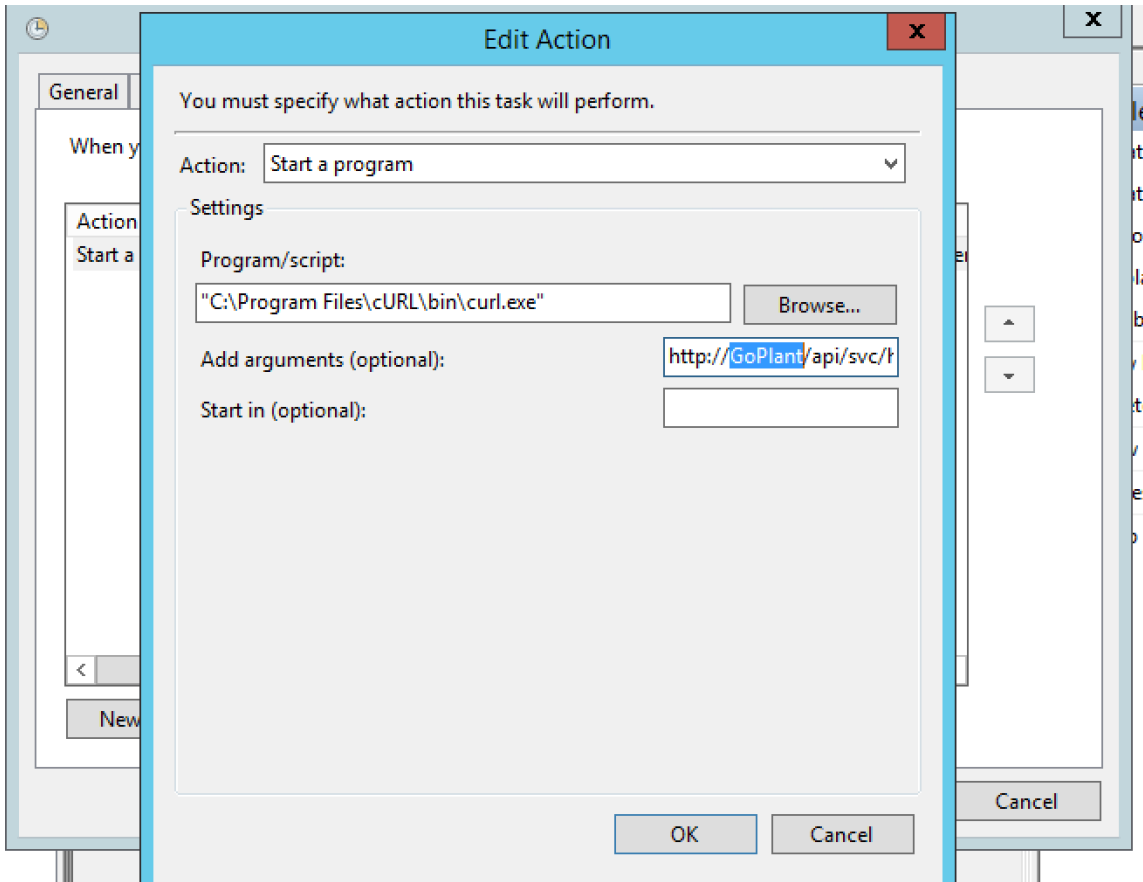 Edit Action
x
x
General
You must specify what action this task will perform.
When y
Action:
Start a program
Settings
Action
Start a
Program/script:
"C:\Program Files\cURL\bin\curl.exe"
Browse...
Add arguments (optional):
http://GoPlant/api/svc/h
Start in (optional):
New
OK
Cancel
Cancel